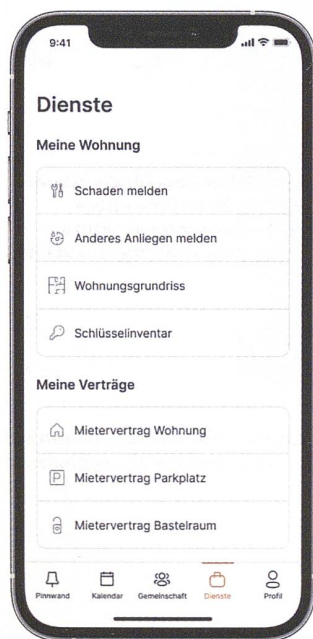 9:41
Dienste
Meine Wohnung
Schaden melden
Anderes Anliegen melden
Wohnungsgrundriss
Schlüsselinventar
Meine Verträge
Mietervertrag Wohnung
P Mietervertrag Parkplatz
Mietervertrag Bastelraum
Pinnwand Kalendar Gemeinschaft Dienste Profil